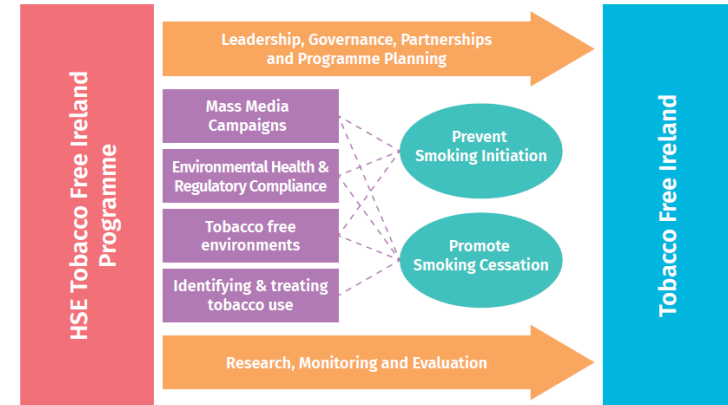 HSE Tobacco Free Ireland
Programme
Leadership, Governance, Partnerships
and Programme Planning
Mass Media
Campaigns
Environmental Health &
Regulatory Compliance
Tobacco free
environments
Identifying & treating
tobacco use
Prevent
Smoking Initiation
Promote
Smoking Cessation
Research, Monitoring and Evaluation
Tobacco Free Ireland